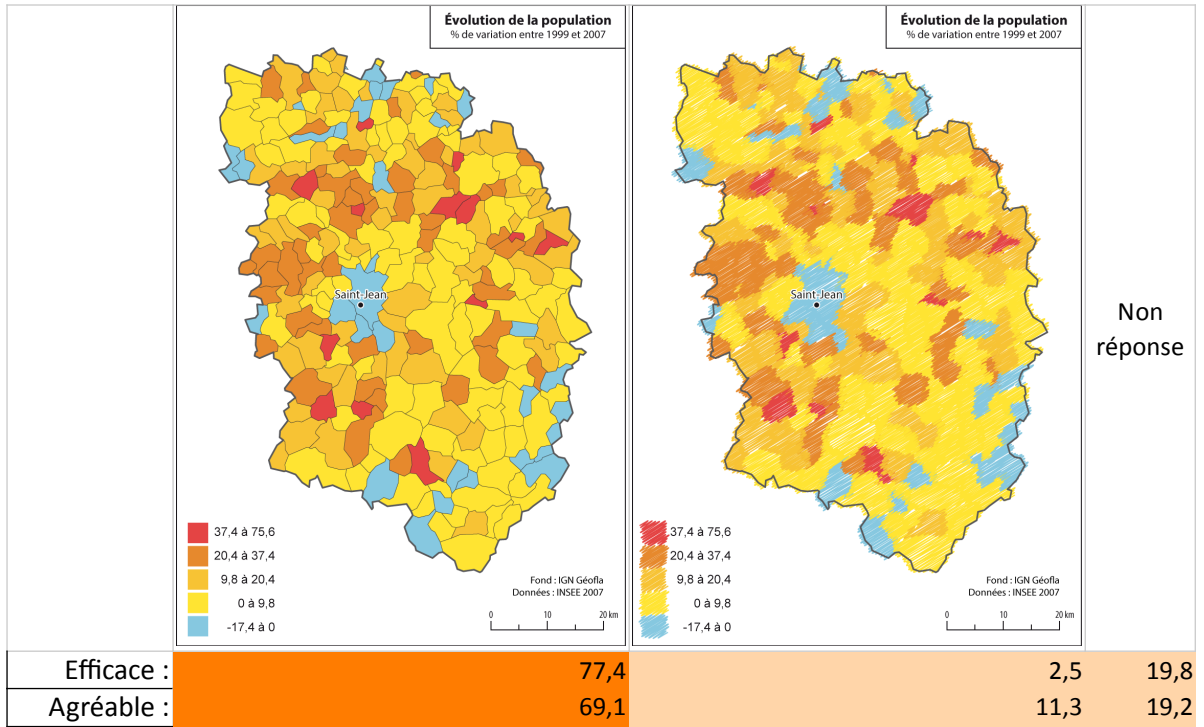 Évolution de la population
% de variation entre 1999 et 2007
Saint-Jean
37,4 à 75,6
20,4 à 37,4
9,8 à 20,4
0 à 9,8
-17,4 à 0
Fond : IGN Géofla
Données : INSEE 2007
0 10 20 km
Évolution de la population
% de variation entre 1999 et 2007
Saint-Jean
37,4 à 75,6
20,4 à 37,4
9,8 à 20,4
0 à 9,8
-17,4 à 0
Fond : IGN Géofla
Données : INSEE 2007
0 10 20 km
Non
réponse
Efficace : 77,4 2,5 19,8
Agréable : 69,1 11,3 19,2